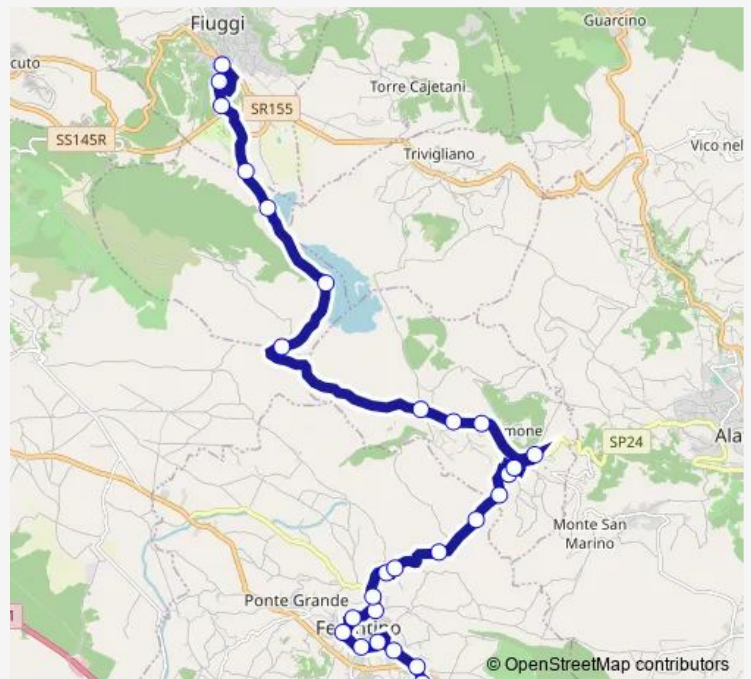 Fiuggi
Guarcino
cuto
Torre Cajetani
SR155
SS145R
Trivigliano
Vico nel
mone
SP24
Ala
Monte San
Marino
Ponte Grande
1
© OpenStreetMap contributors